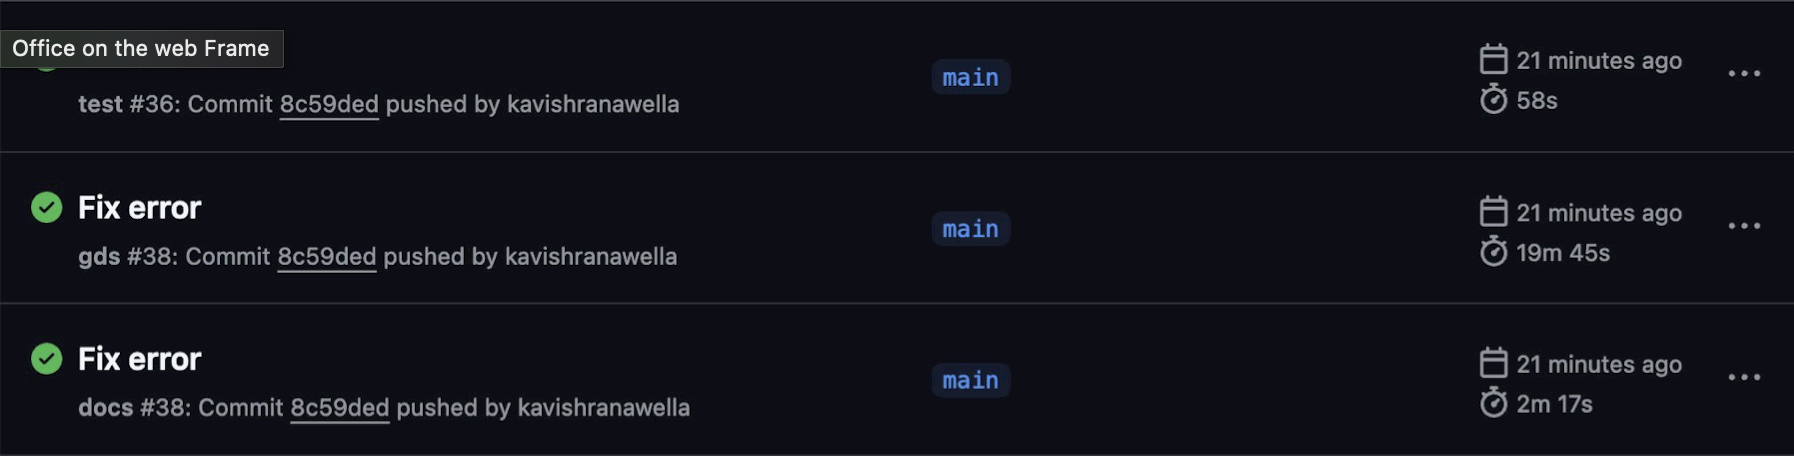 Office on the web Frame
test #36: Commit 8c59ded pushed by kavishranawella
main
21 minutes ago
58s
Fix error
gds #38: Commit 8c59ded pushed by kavishranawella
main
21 minutes ago
19m 45s
Fix error
docs #38: Commit 8c59ded pushed by kavishranawella
main
21 minutes ago
2m 17s